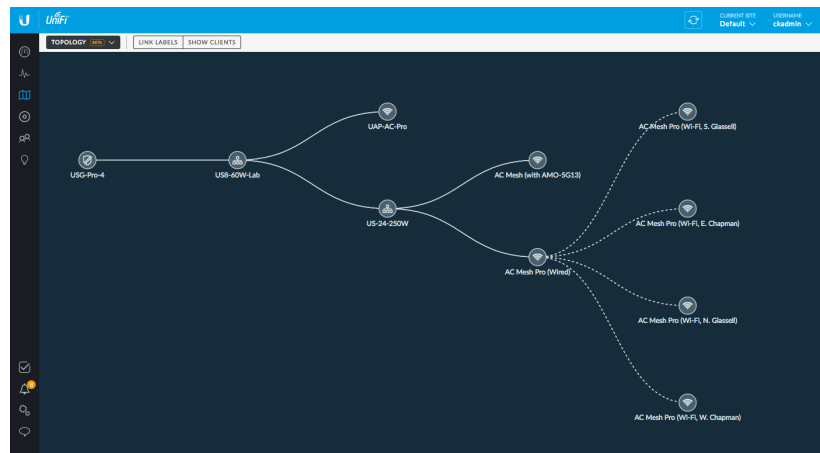 U UniFi CURRENT SITE USERNAME
Default ckadmin
TOPOLOGY BETA LINK LABELS SHOW CLIENTS
UAP-AC-Pro
AC Mesh Pro (Wi-Fi, S. Glassell)
USG-Pro-4
US8-60W-Lab
AC Mesh (with AMO-5G13)
US-24-250W
AC Mesh Pro (Wi-Fi, E. Chapman)
AC Mesh Pro (Wired)
AC Mesh Pro (Wi-Fi, N. Glassell)
AC Mesh Pro (Wi-Fi, W. Chapman)